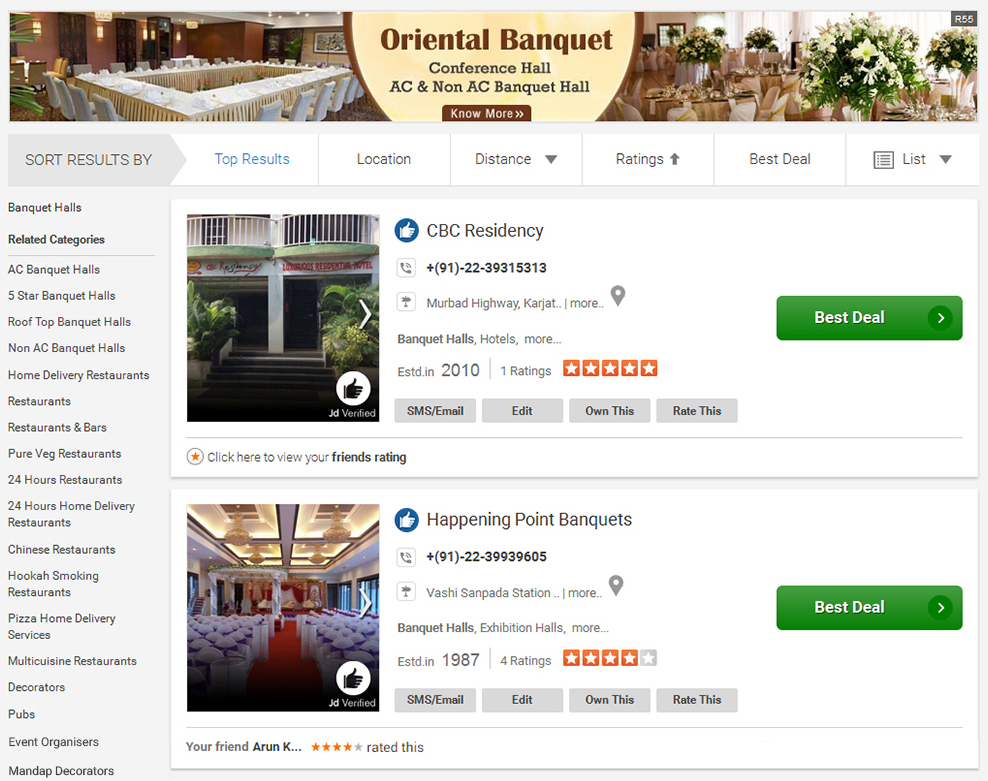 R55
Oriental Banquet
Conference Hall
AC & Non AC Banquet Hall
Know More »
SORT RESULTS BY
Top Results
Location
Distance
Ratings
Best Deal
List
Banquet Halls
Related Categories
AC Banquet Halls
5 Star Banquet Halls
Roof Top Banquet Halls
Non AC Banquet Halls
Home Delivery Restaurants
Restaurants
Restaurants & Bars
Pure Veg Restaurants
24 Hours Restaurants
24 Hours Home Delivery
Restaurants
Chinese Restaurants
Hookah Smoking
Restaurants
Pizza Home Delivery
Services
Multicuisine Restaurants
Decorators
Pubs
Event Organisers
Mandap Decorators
CBC Residency
LUXURIOUS RESIDENTIAL HOTEL
Jd Verified
CBC Residency
+(91)-22-39315313
Murbad Highway, Karjat.. | more..
Banquet Halls, Hotels, more...
Estd.in 2010 1 Ratings
SMS/Email Edit Own This Rate This
Best Deal
Click here to view your friends rating
Jd Verified
Happening Point Banquets
+(91)-22-39939605
Vashi Sanpada Station .. | more..
Banquet Halls, Exhibition Halls, more...
Estd.in 1987 4 Ratings
SMS/Email Edit Own This Rate This
Best Deal
Your friend Arun K... rated this